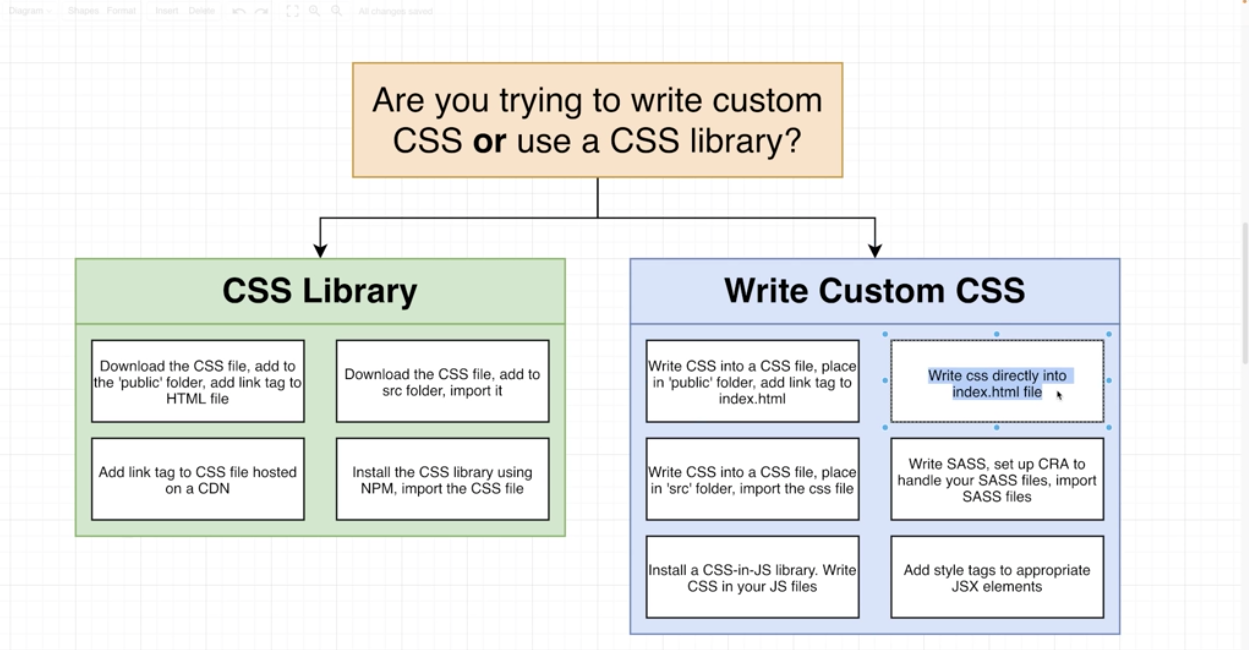 Diagram Shapes Format Insert Delete All changes saved
Are you trying to write custom
CSS or use a CSS library?
CSS Library
Download the CSS file, add to
the 'public' folder, add link tag to
HTML file
Download the CSS file, add to
src folder, import it
Add link tag to CSS file hosted
on a CDN
Install the CSS library using
NPM, import the CSS file
Write Custom CSS
Write CSS into a CSS file, place
in 'public' folder, add link tag to
index.html
Write css directly into
index.html file
Write CSS into a CSS file, place
in 'src' folder, import the css file
Write SASS, set up CRA to
handle your SASS files, import
SASS files
Install a CSS-in-JS library. Write
CSS in your JS files
Add style tags to appropriate
JSX elements